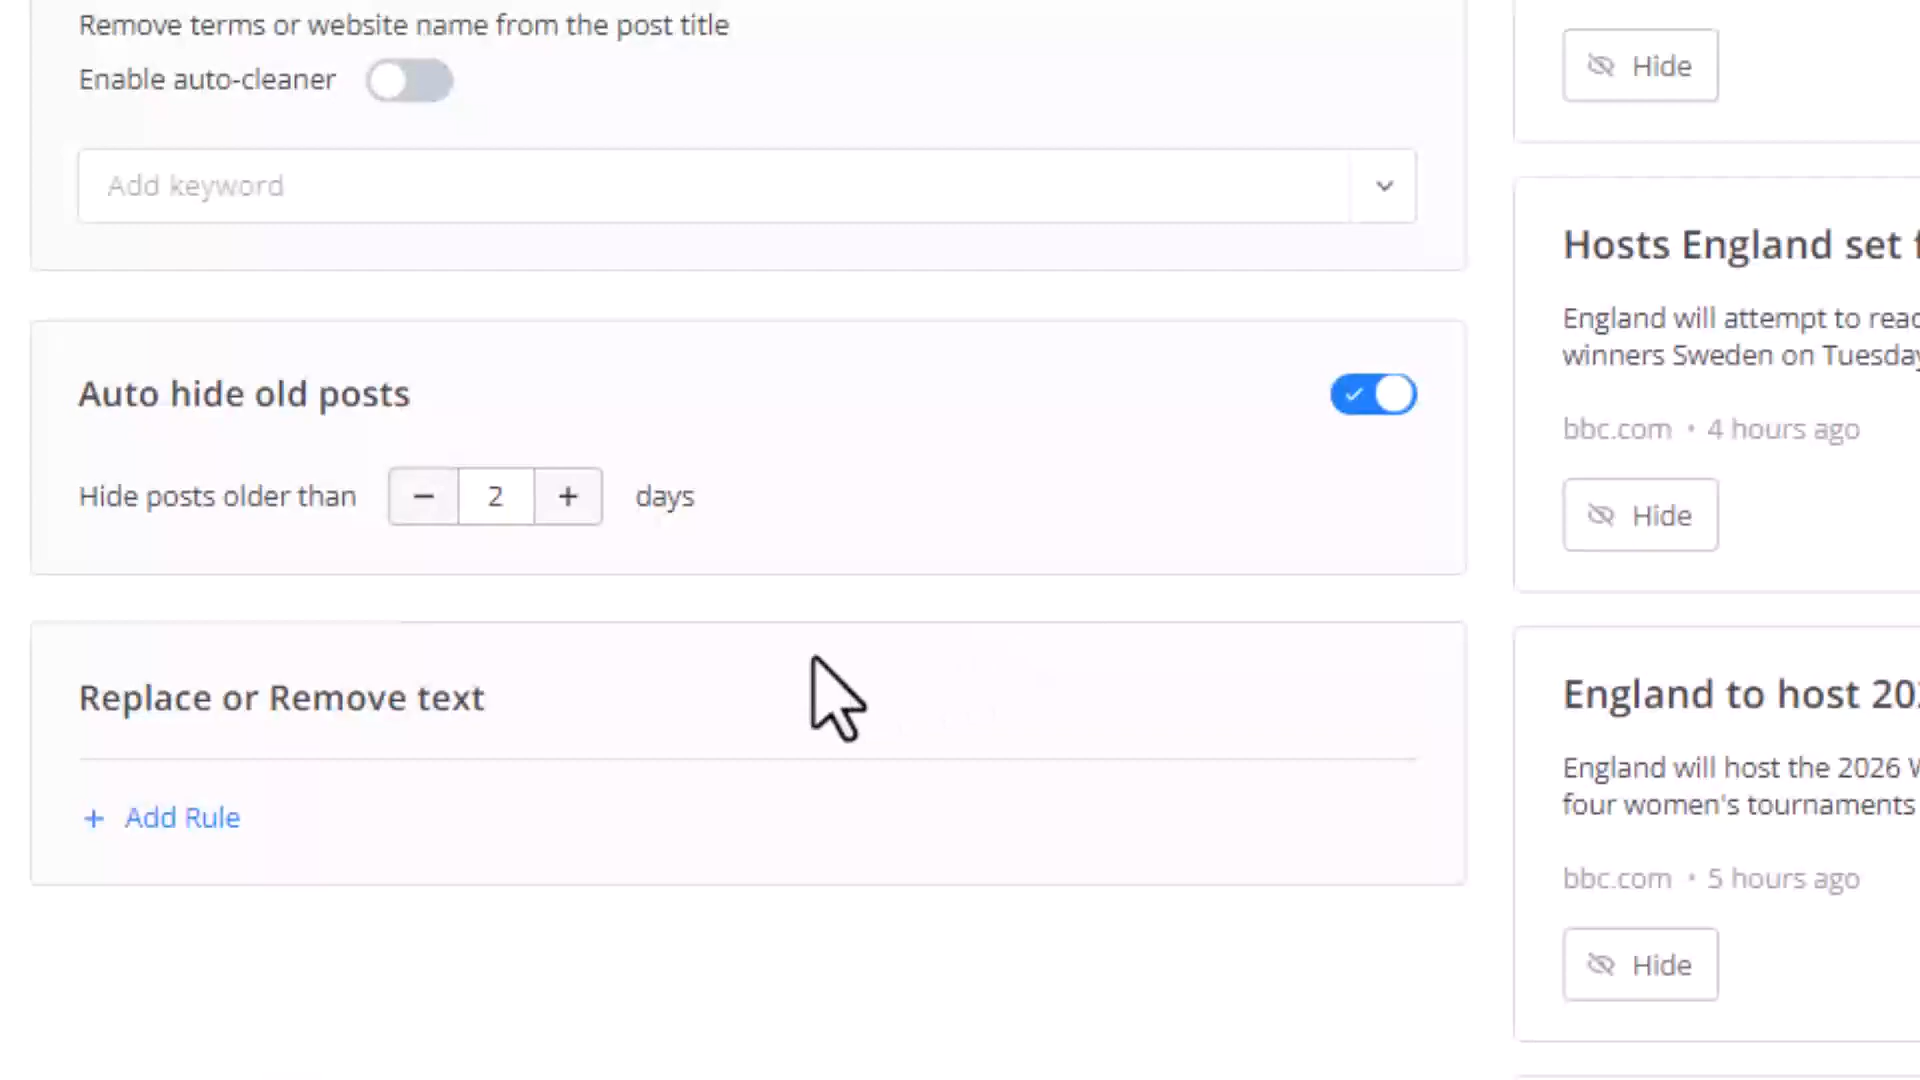 Remove terms or website name from the post title
Enable auto-cleaner
Add keyword
Auto hide old posts
Hide posts older than 2 days
Replace or Remove text
+ Add Rule
Hide
Hosts England set
England will attempt to
winners Sweden on Tuesday
bbc.com • 4 hours ago
Hide
England to host
England will host the 2026
four women's tournaments
bbc.com • 5 hours ago
Hide